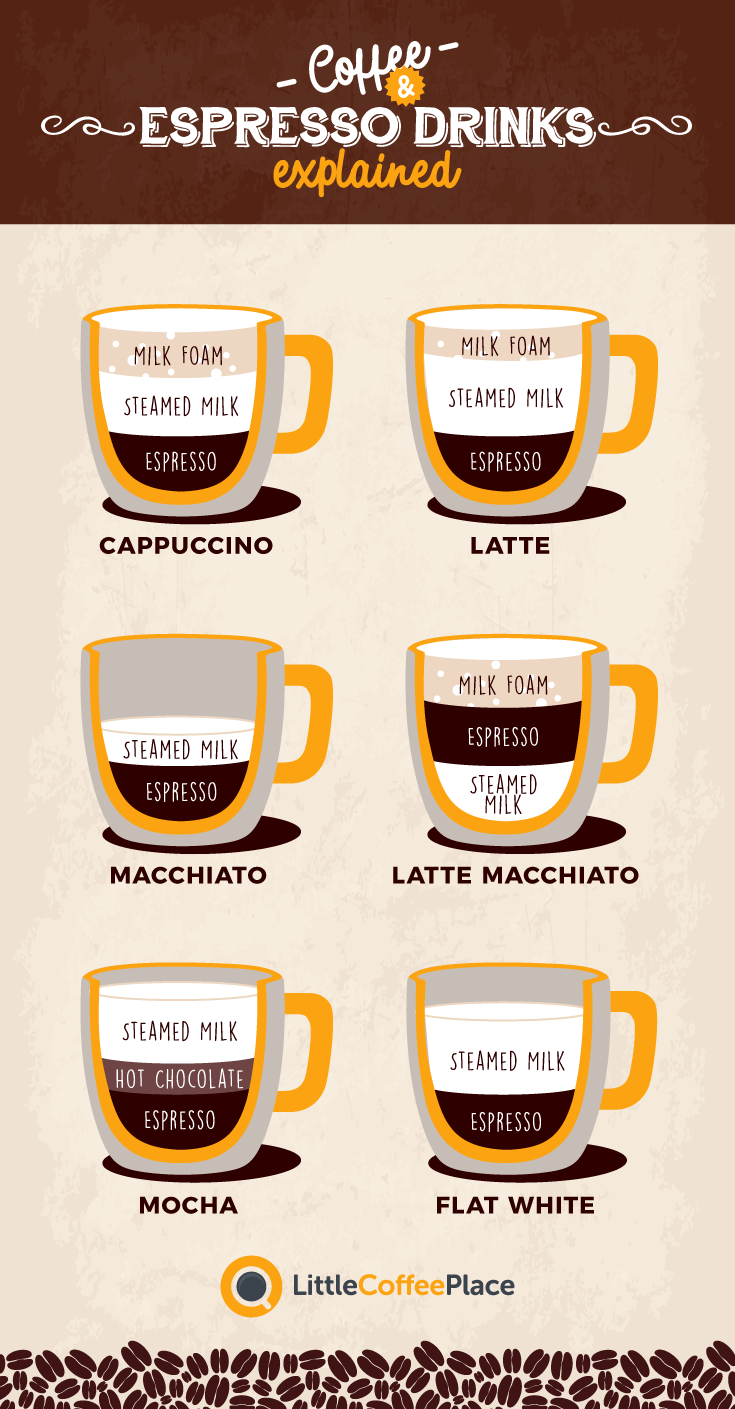 Coffee
&
ESPRESSO DRINKS
explained
MILK FOAM
STEAMED MILK
ESPRESSO
CAPPUCCINO
MILK FOAM
STEAMED MILK
ESPRESSO
LATTE
STEAMED MILK
ESPRESSO
MACCHIATO
MILK FOAM
ESPRESSO
STEAMED
MILK
LATTE MACCHIATO
STEAMED MILK
HOT CHOCOLATE
ESPRESSO
MOCHA
STEAMED MILK
ESPRESSO
FLAT WHITE
LittleCoffeePlace